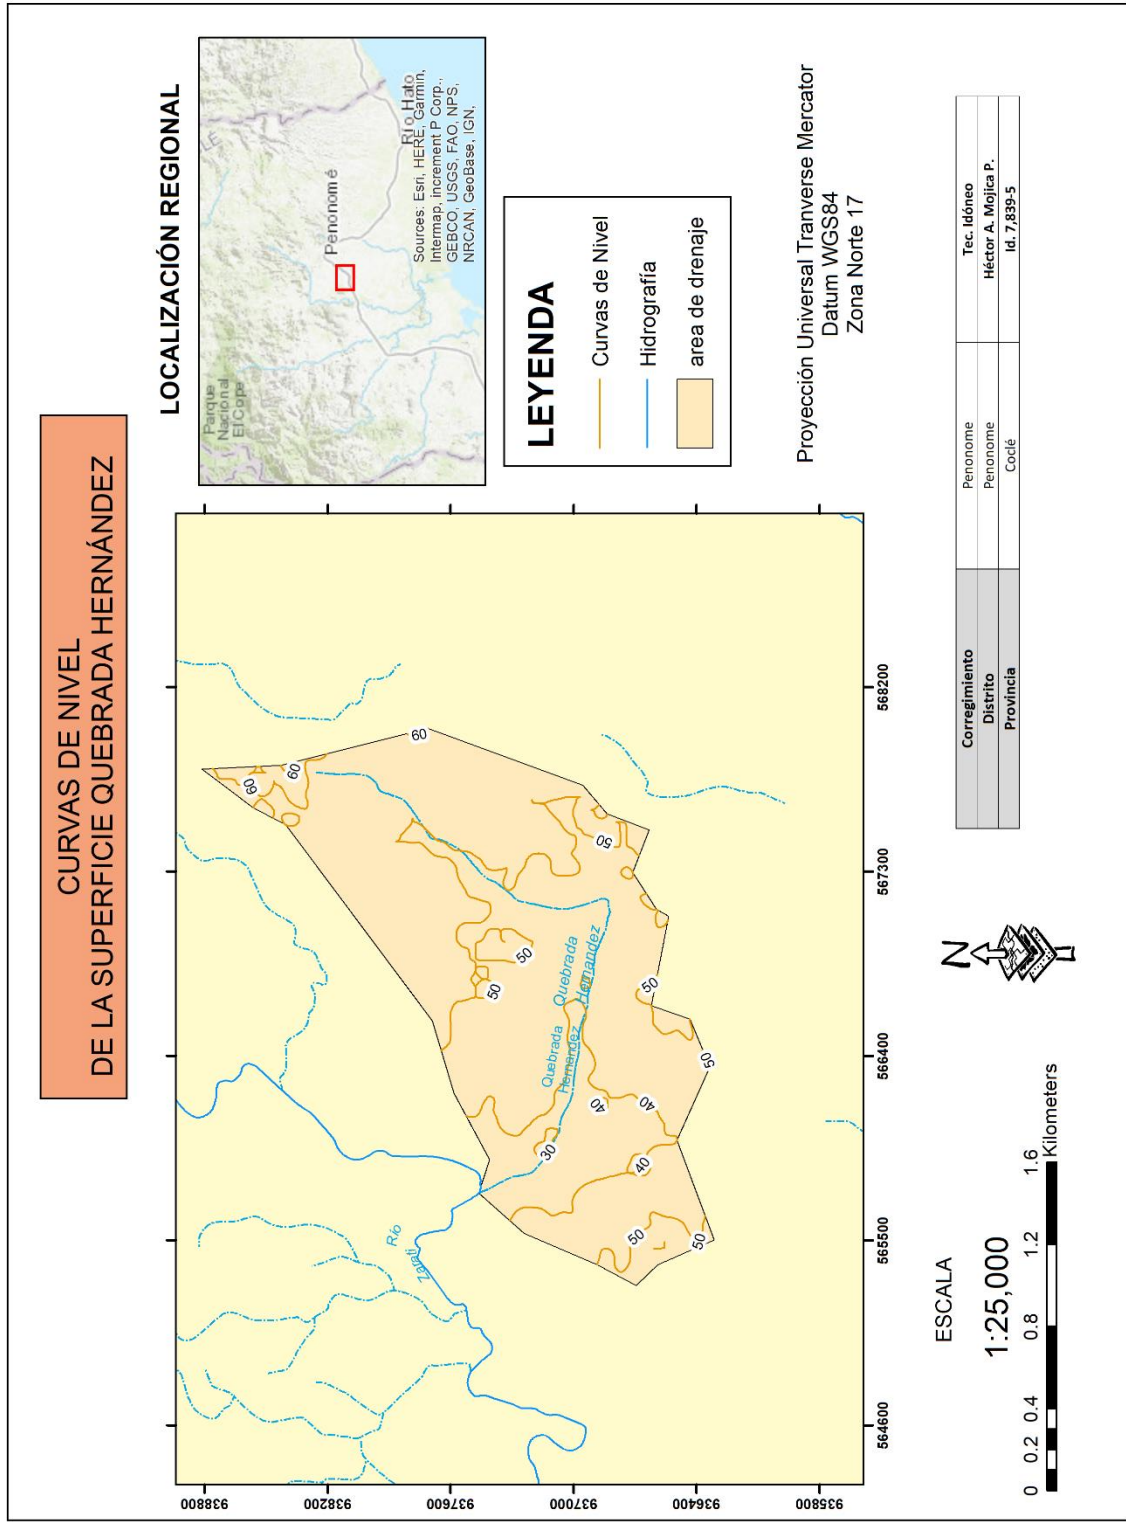 CURVAS DE NIVEL
DE LA SUPERFICIE QUEBRADA HERNÁNDEZ
938800
938200
937600
937000
936400
935800
564600
565500
566400
567300
568200
Río
Zarati
Quebrada
Hernandez
Quebrada
Hernandez
60
60
60
50
50
50
50
50
50
50
40
40
40
30
LOCALIZACIÓN REGIONAL
Parque
Nacional
El Cope
LE
Penonomé
Río Hato
Sources: Esri, HERE, Garmin,
Intermap, increment P Corp.,
GEBCO, USGS, FAO, NPS,
NRCAN, GeoBase, IGN,
LEYENDA
Curvas de Nivel
Hidrografía
area de drenaje
Proyección Universal Tranverse Mercator
Datum WGS84
Zona Norte 17
ESCALA
1:25,000
0 0.2 0.4 0.8 1.2 1.6
Kilometers
N
Corregimiento Penonome Tec. Idóneo
Distrito Penonome Héctor A. Mojica P.
Provincia Coclé Id. 7,839-5